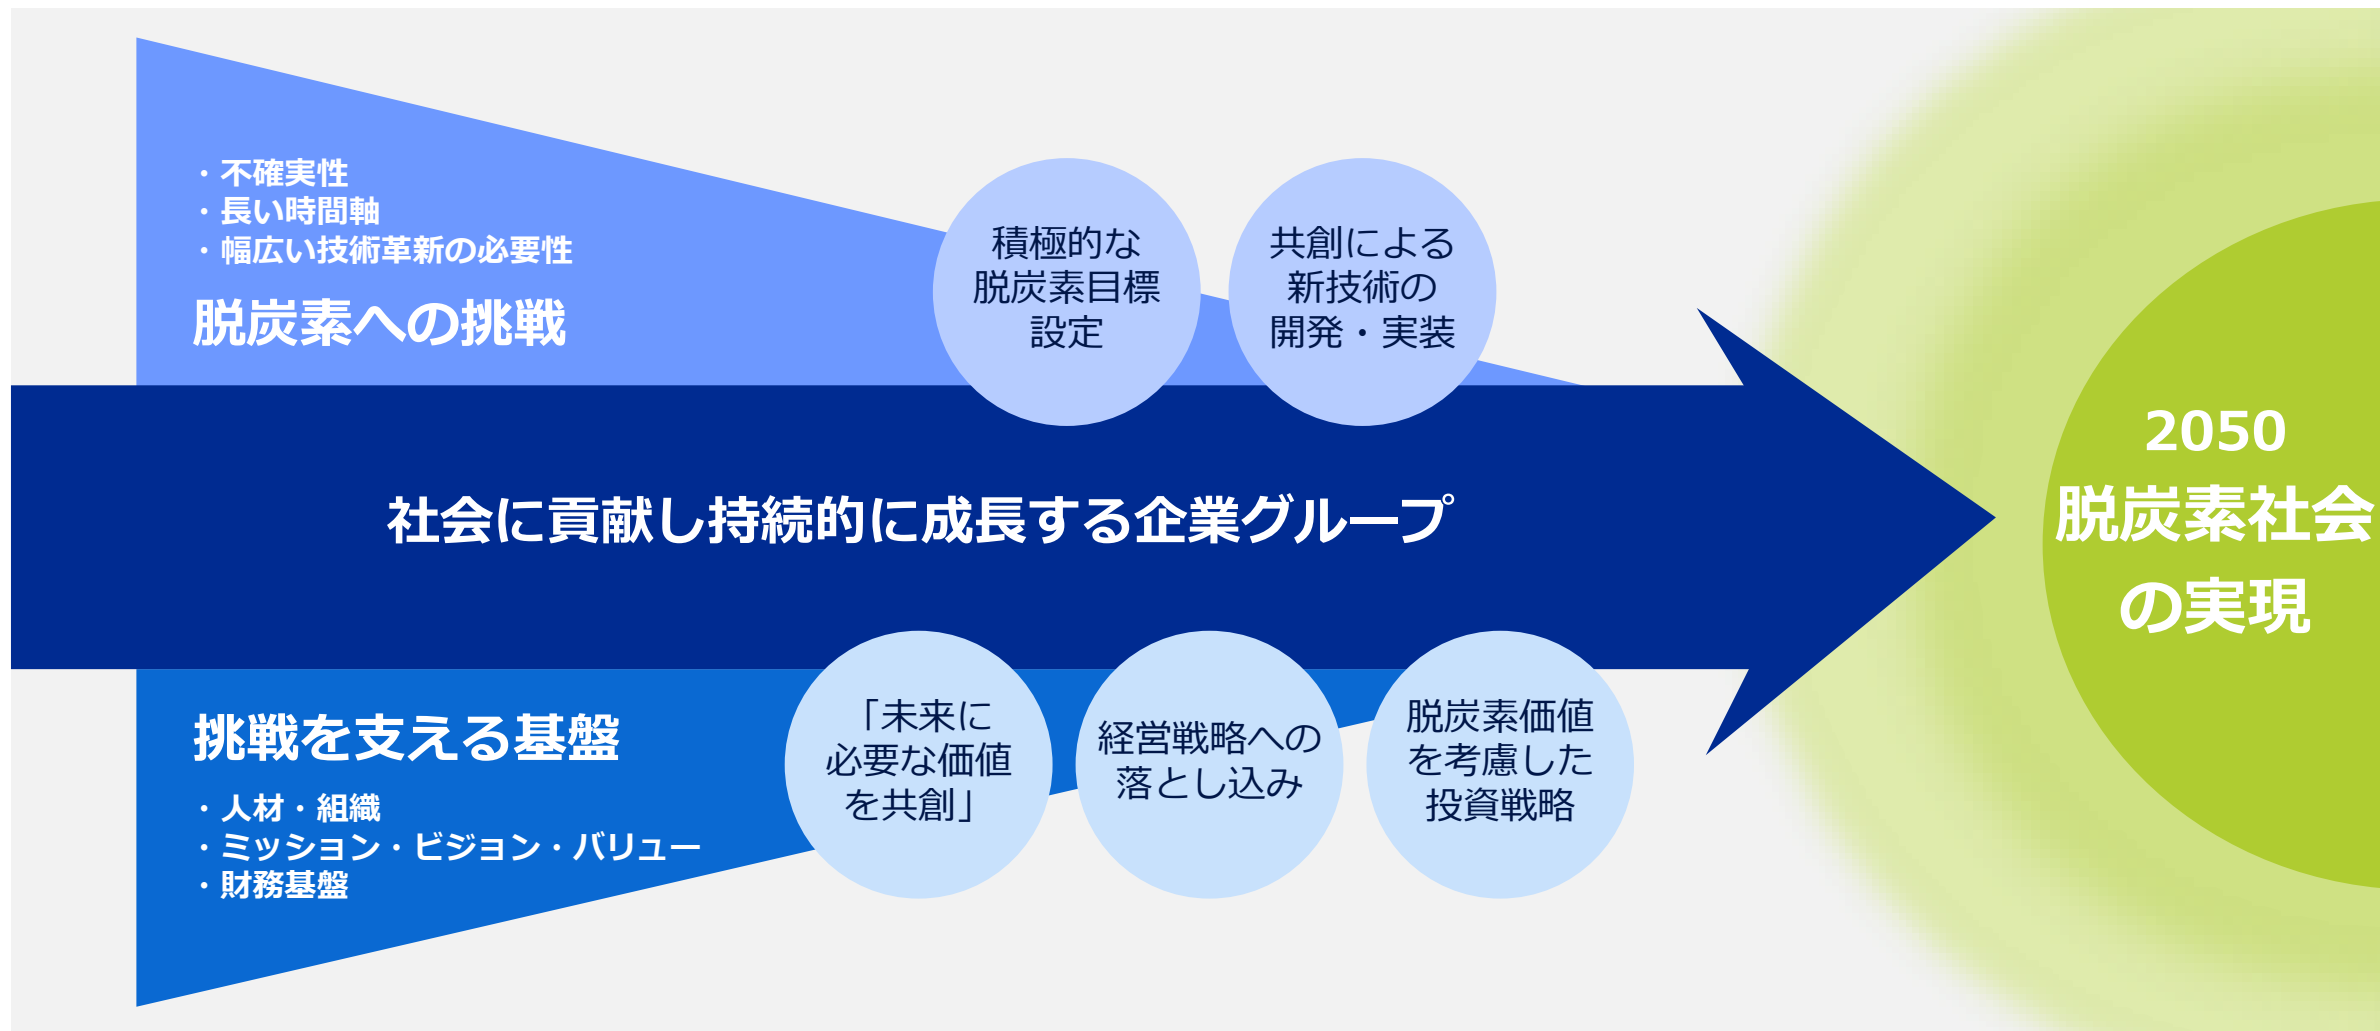 ・不確実性
・長い時間軸
・幅広い技術革新の必要性
脱炭素への挑戦
積極的な
脱炭素目標
設定
共創による
新技術の
開発・実装
社会に貢献し持続的に成長する企業グループ
2050
脱炭素社会
の実現
挑戦を支える基盤
・人材・組織
・ミッション・ビジョン・バリュー
・財務基盤
「未来に
必要な価値
を共創」
経営戦略への
落とし込み
脱炭素価値
を考慮した
投資戦略